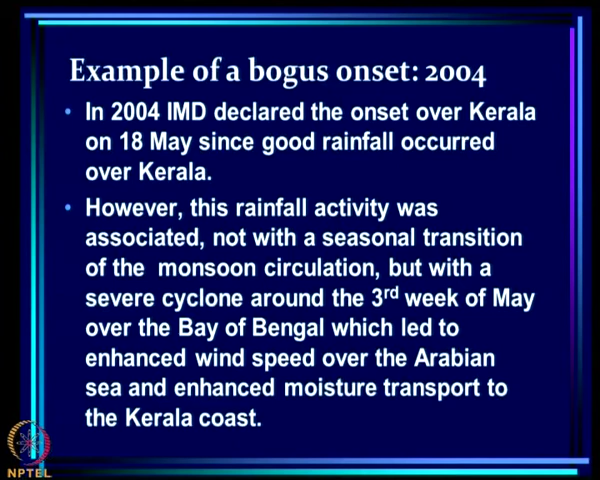 Example of a bogus onset: 2004
• In 2004 IMD declared the onset over Kerala
on 18 May since good rainfall occurred
over Kerala.
• However, this rainfall activity was
associated, not with a seasonal transition
of the monsoon circulation, but with a
severe cyclone around the 3rd week of May
over the Bay of Bengal which led to
enhanced wind speed over the Arabian
sea and enhanced moisture transport to
the Kerala coast.
NPTEL